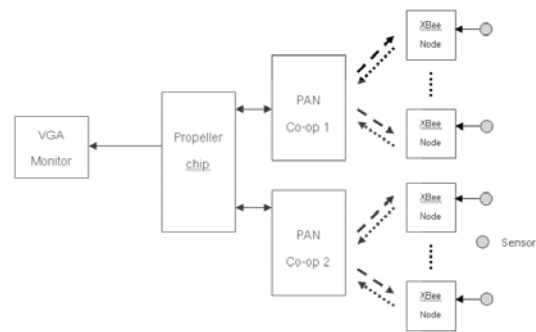 XBee
Node
PAN
Co-op 1
XBee
Node
VGA
Monitor
Propeller
chip
PAN
Co-op 2
XBee
Node
Sensor
XBee
Node